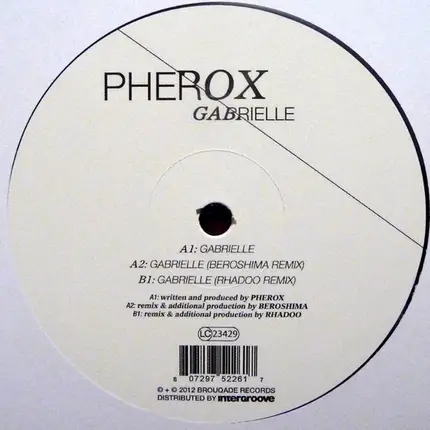 PHEROX
GABRIELLE
A1: GABRIELLE
A2: GABRIELLE (BEROSHIMA REMIX)
B1: GABRIELLE (RHADOO REMIX)
A1: written and produced by PHEROX
A2: remix & additional production by BEROSHIMA
B1: remix & additional production by RHADOO
LC 23429
8 07297 52261 7
© + ℗ 2012 BROUQADE RECORDS
DISTRIBUTED BY intergroove